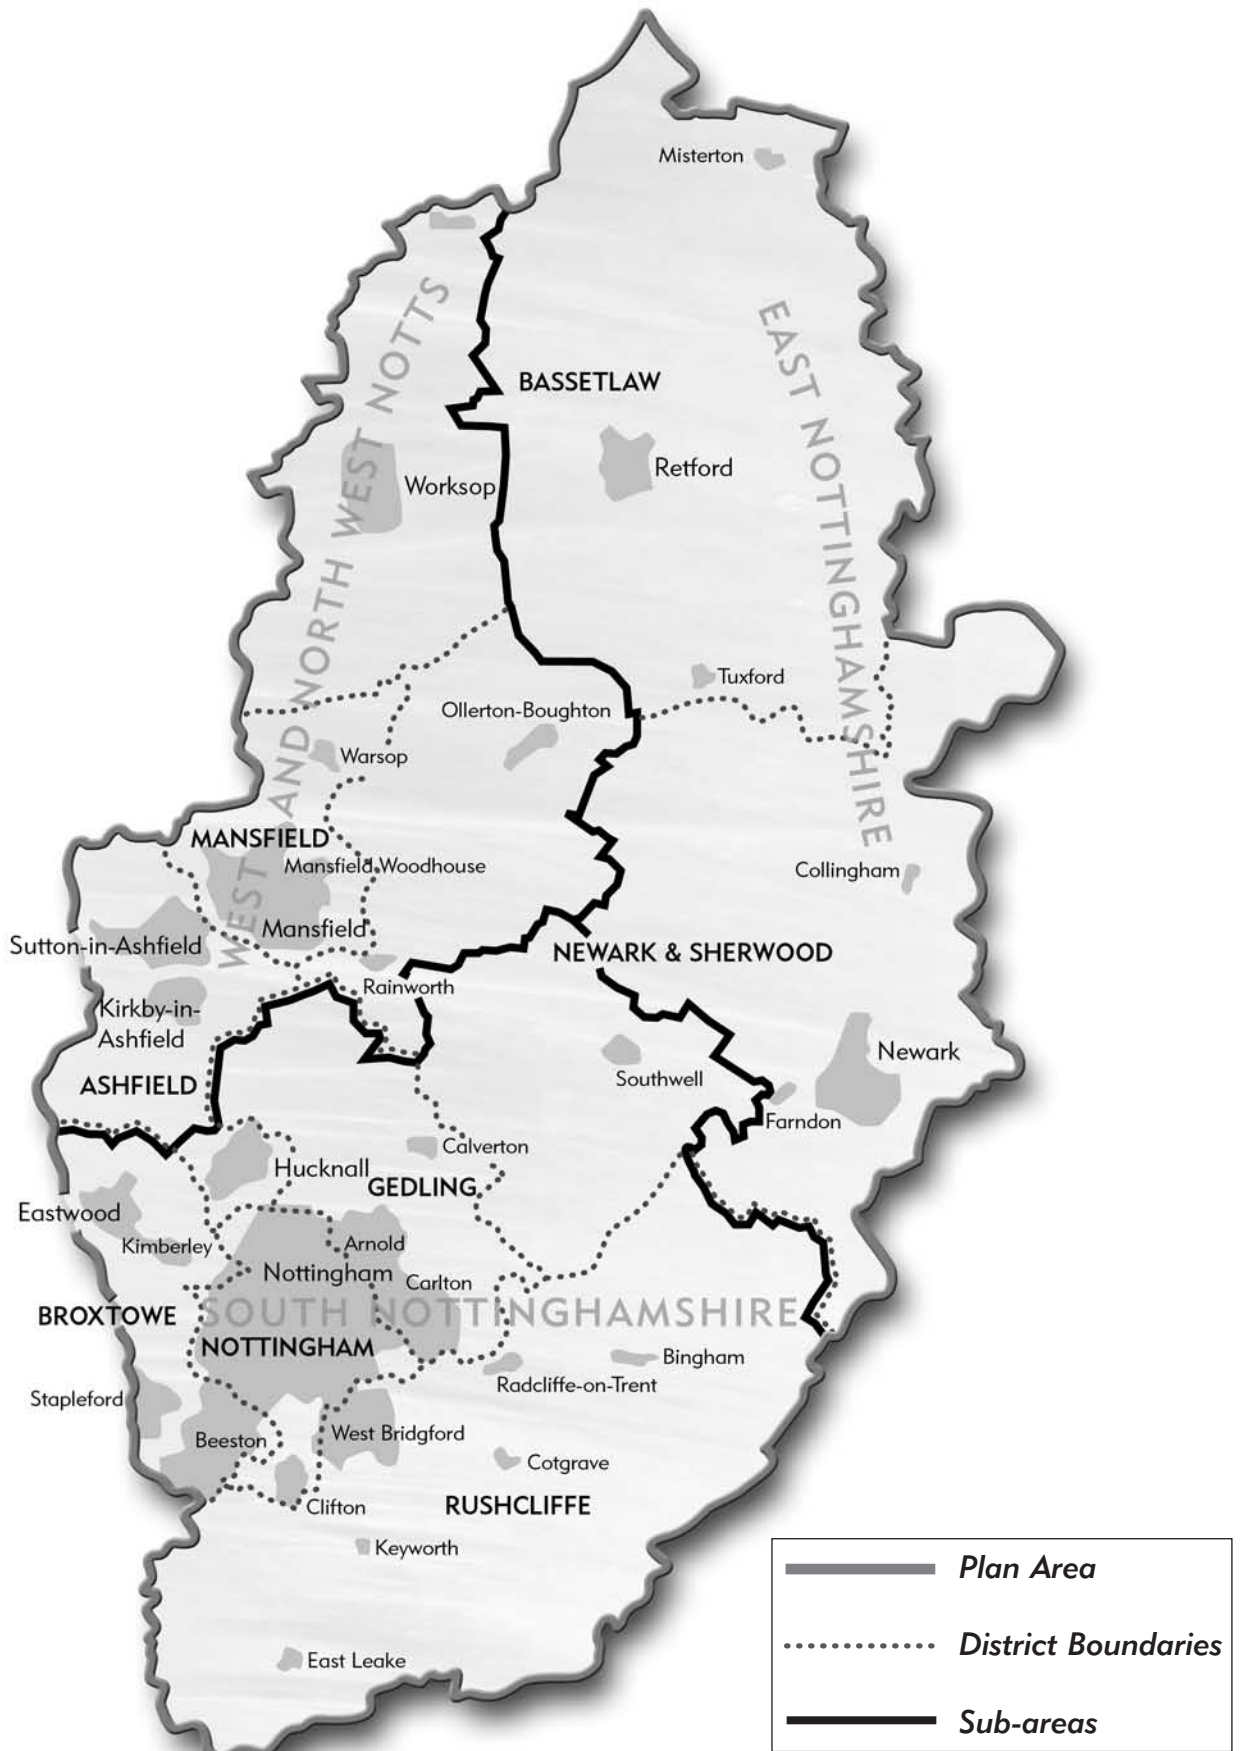 Misterton
WEST AND NORTH WEST NOTTS
EAST NOTTINGHAMSHIRE
BASSETLAW
Retford
Worksop
Tuxford
Ollerton-Boughton
Warsop
MANSFIELD
Mansfield Woodhouse
Collingham
Mansfield
Sutton-in-Ashfield
NEWARK & SHERWOOD
Rainworth
Kirkby-in-
Ashfield
Newark
Southwell
ASHFIELD
Farndon
Calverton
Hucknall
GEDLING
Eastwood
Kimberley
Arnold
Nottingham
Carlton
SOUTH NOTTINGHAMSHIRE
BROXTOWE
NOTTINGHAM
Bingham
Radcliffe-on-Trent
Stapleford
Beeston
West Bridgford
Cotgrave
Clifton
RUSHCLIFFE
Keyworth
East Leake
Plan Area
District Boundaries
Sub-areas